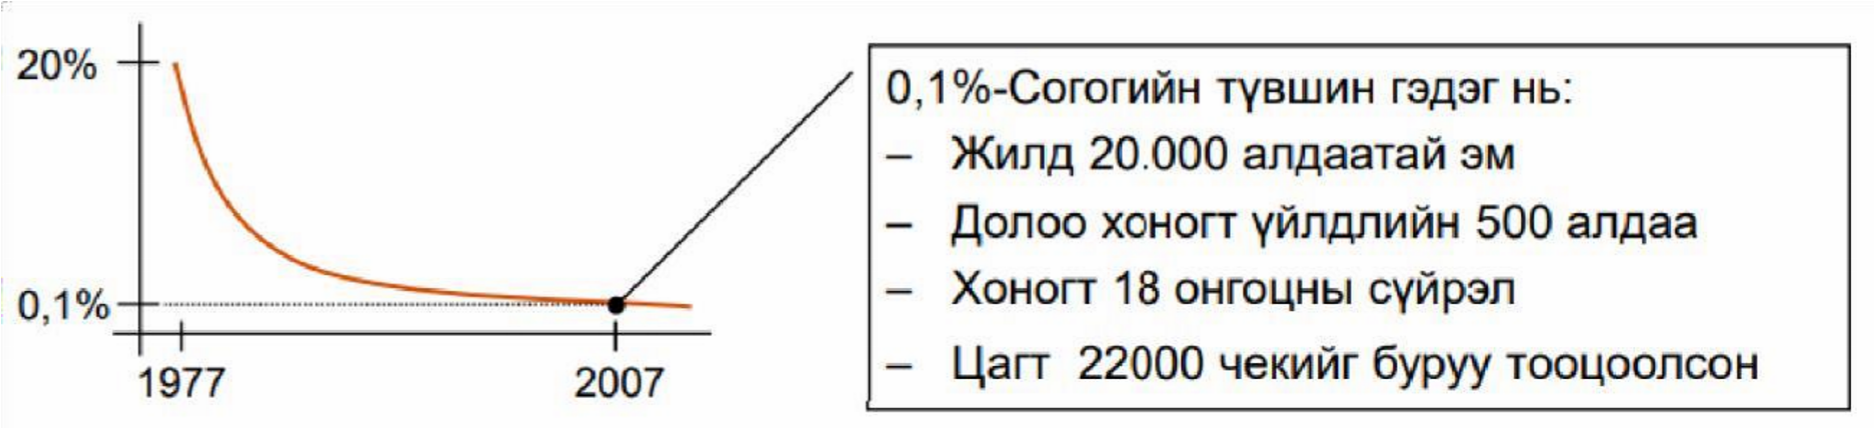 20%
0,1%
1977
2007
0,1%-Согогийн түвшин гэдэг нь:
– Жилд 20.000 алдаатай эм
– Долоо хоногт үйлдлийн 500 алдаа
– Хоногт 18 онгоцны сүйрэл
– Цагт 22000 чекийг буруу тооцоолсон